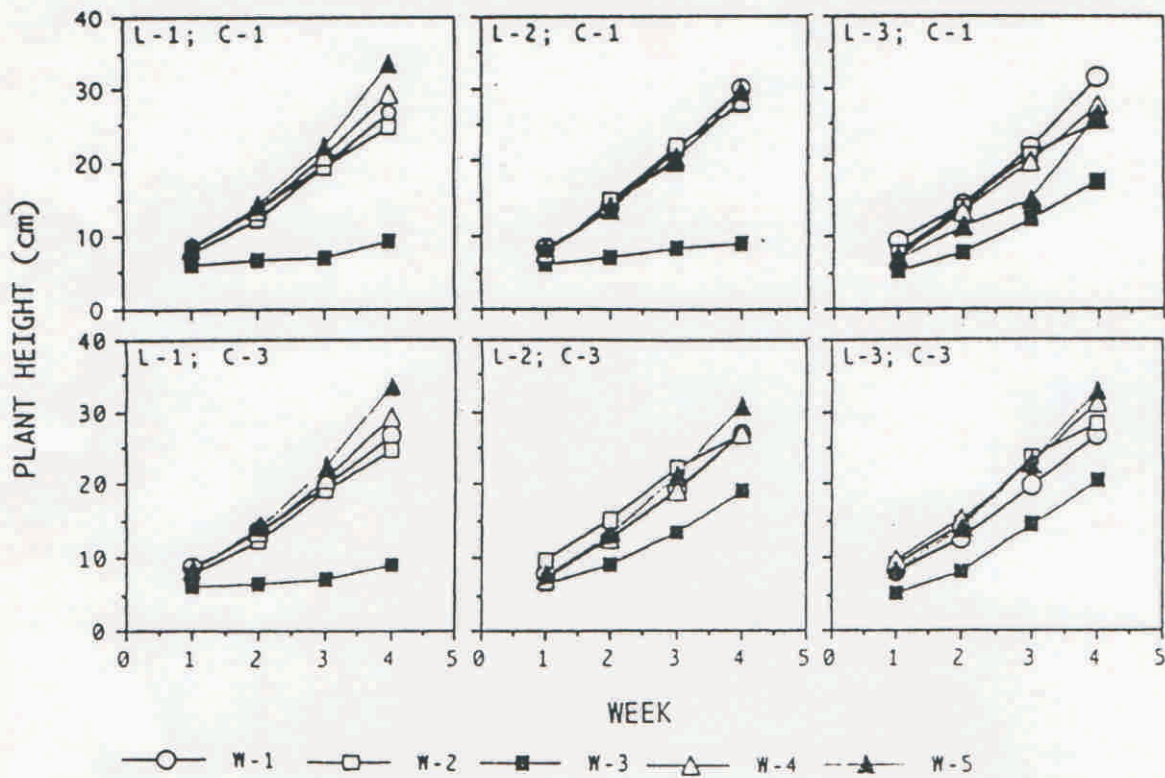 40 L-1; C-1 L-2; C-1 L-3; C-1
30
20
10
0
PLANT HEIGHT (cm)
40 L-1; C-3 L-2; C-3 L-3; C-3
30
20
10
0
0 1 2 3 4 5 0 1 2 3 4 5 0 1 2 3 4 5
WEEK
W-1 W-2 W-3 W-4 W-5